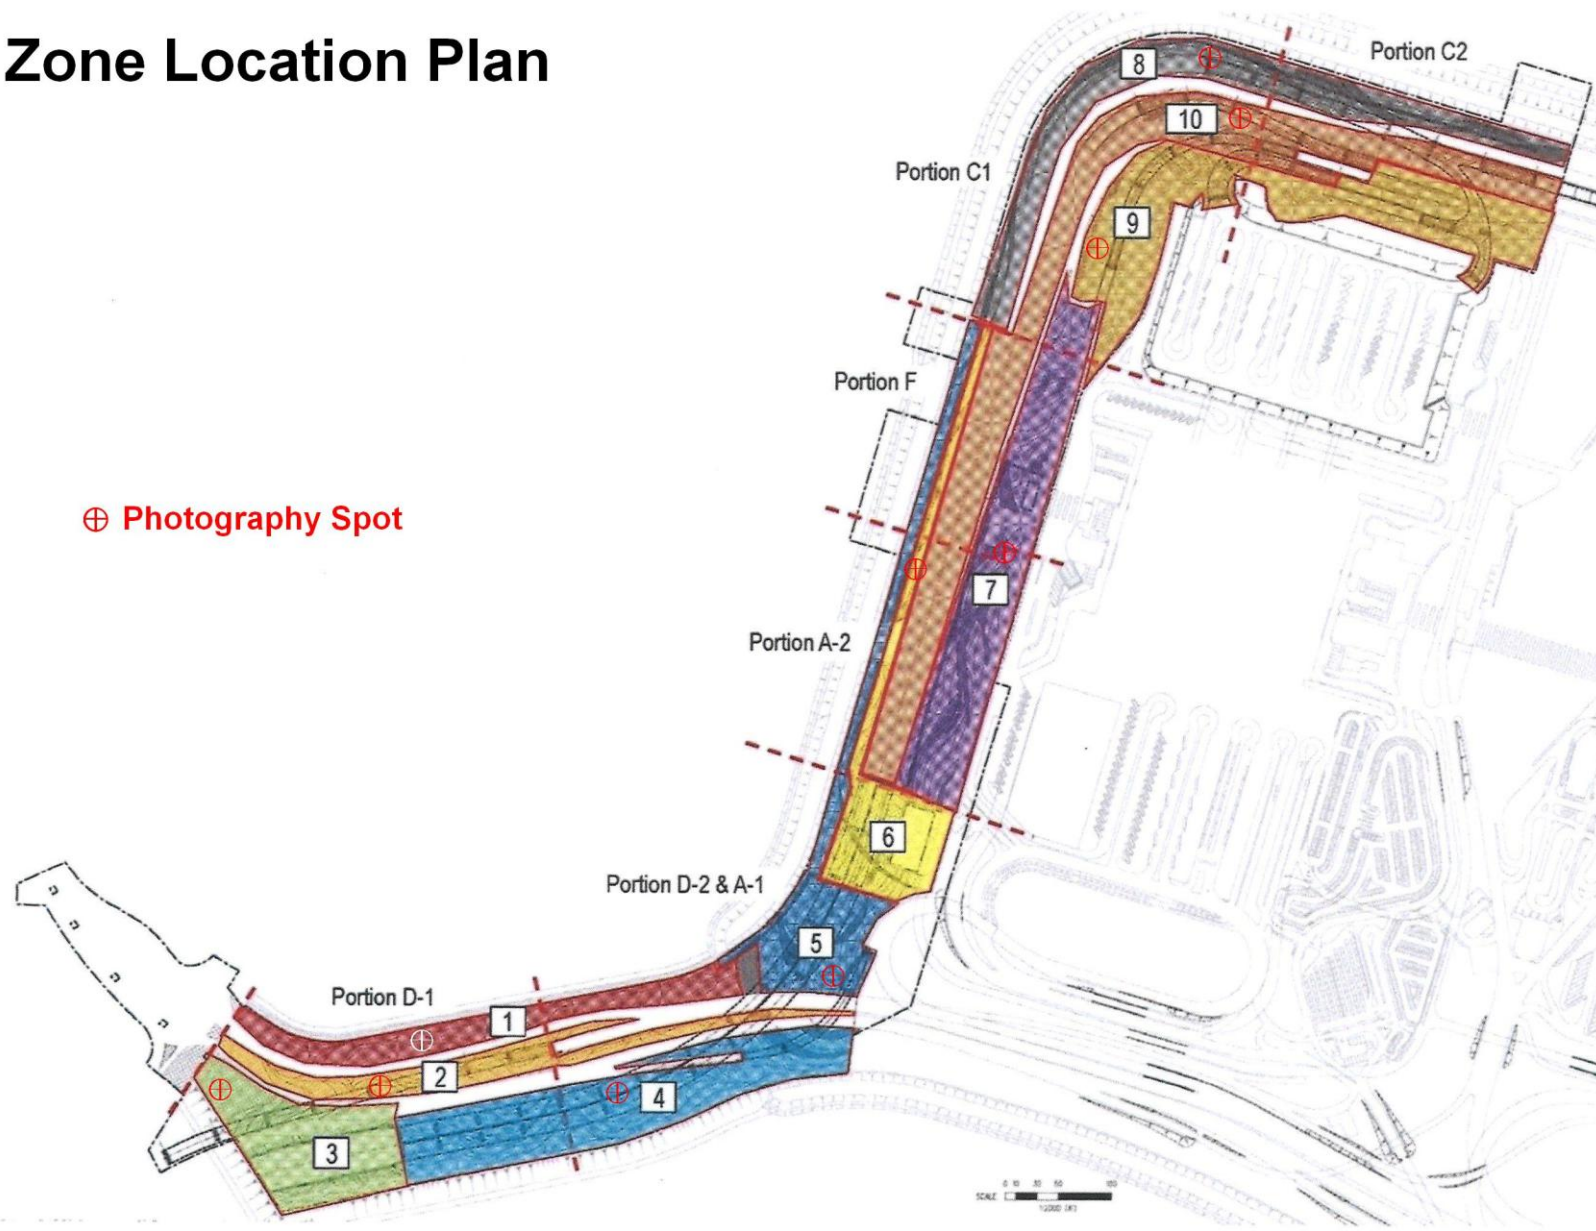 Zone Location Plan
Portion C2
8
10
Portion C1
9
Portion F
Photography Spot
7
Portion A-2
6
Portion D-2 & A-1
5
Portion D-1
1
2
4
3
SCALE